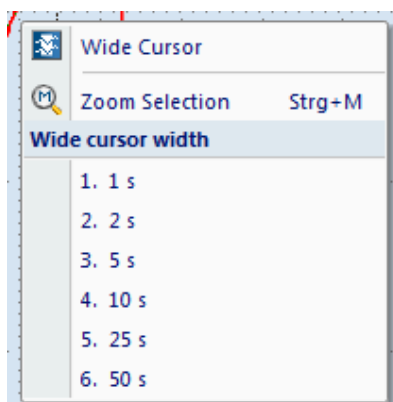 Wide Cursor
Zoom Selection Strg+M
Wide cursor width
1. 1 s
2. 2 s
3. 5 s
4. 10 s
5. 25 s
6. 50 s